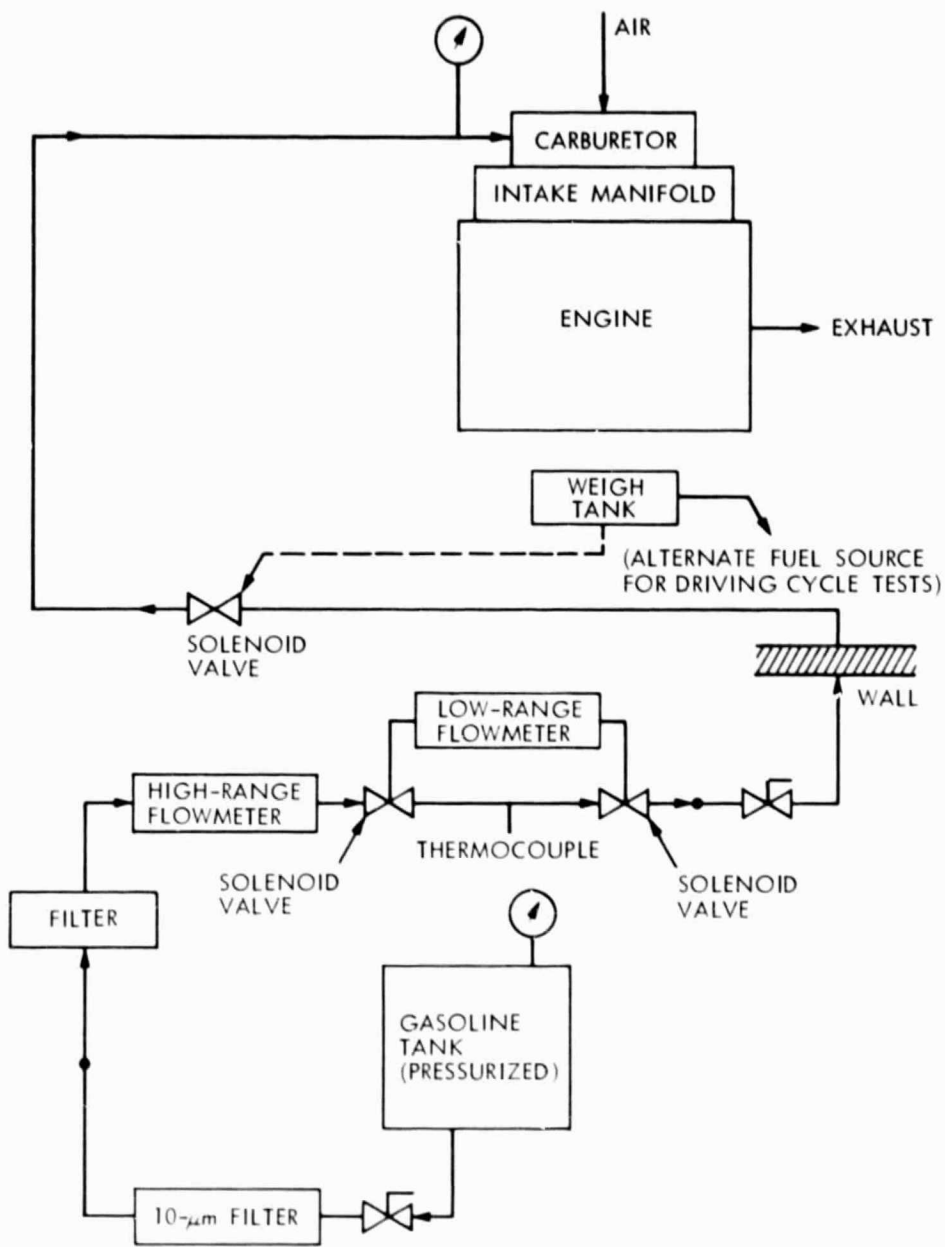 AIR
CARBURETOR
INTAKE MANIFOLD
ENGINE
EXHAUST
WEIGH
TANK
(ALTERNATE FUEL SOURCE
FOR DRIVING CYCLE TESTS)
SOLENOID
VALVE
WALL
LOW-RANGE
FLOWMETER
HIGH-RANGE
FLOWMETER
THERMOCOUPLE
SOLENOID
VALVE
SOLENOID
VALVE
FILTER
GASOLINE
TANK
(PRESSURIZED)
10-μm FILTER